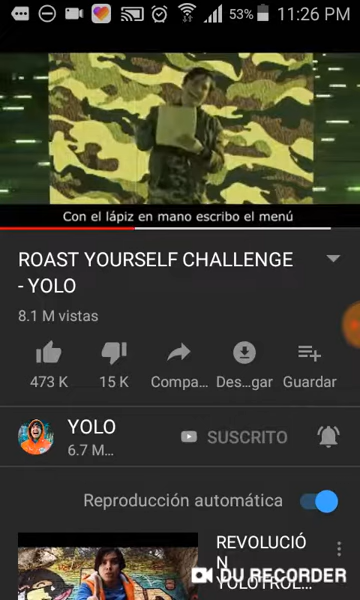 53% 11:26 PM
Con el lápiz en mano escribo el menú
ROAST YOURSELF CHALLENGE
- YOLO
8.1 M vistas
473 K 15 K Compa... Des...gar Guardar
YOLO
6.7 M...
SUSCRITO
Reproducción automática
REVOLUCIÓ
N
YOLOTROL...
DU RECORDER